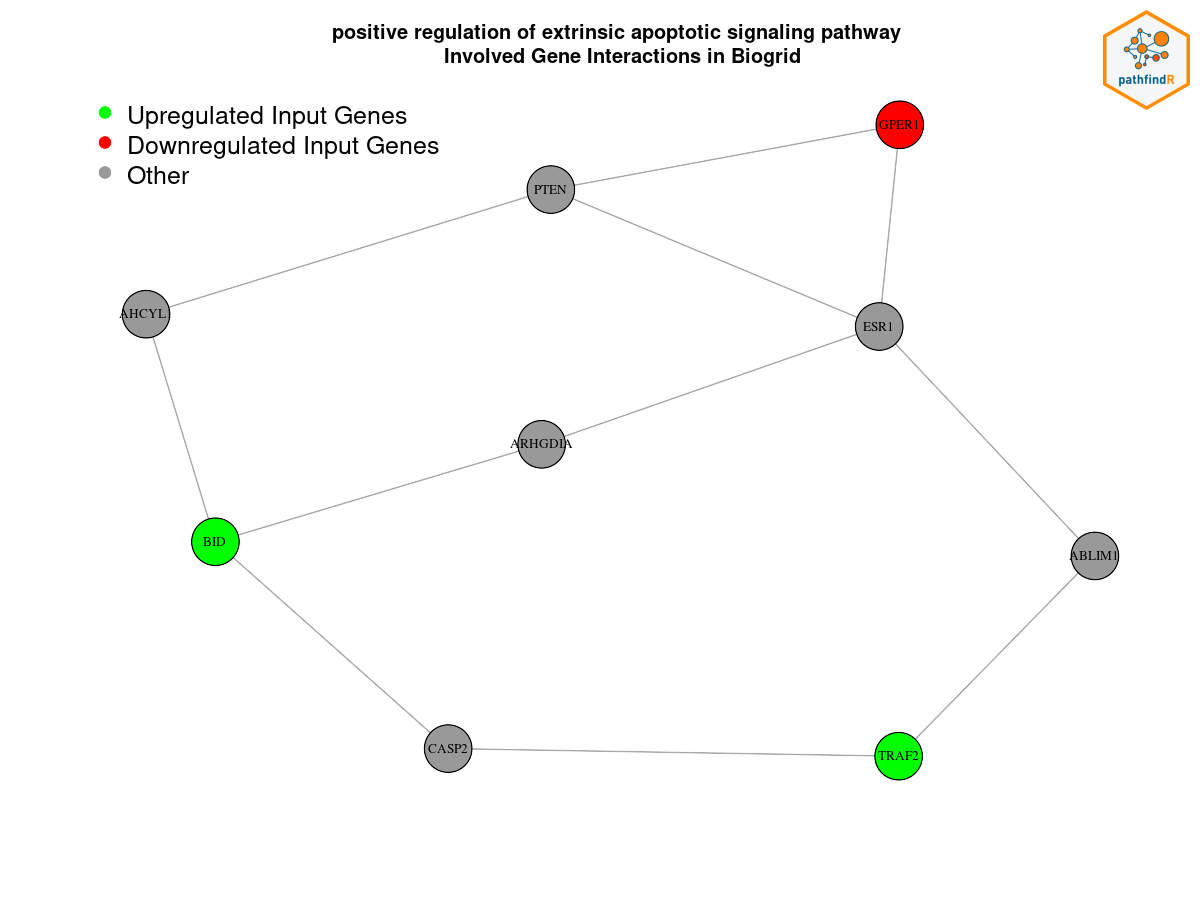 positive regulation of extrinsic apoptotic signaling pathway
Involved Gene Interactions in Biogrid
pathfindR
Upregulated Input Genes
Downregulated Input Genes
Other
GPER1
PTEN
AHCYL
ESR1
ARHGDIA
BID
ABLIM1
CASP2
TRAF2